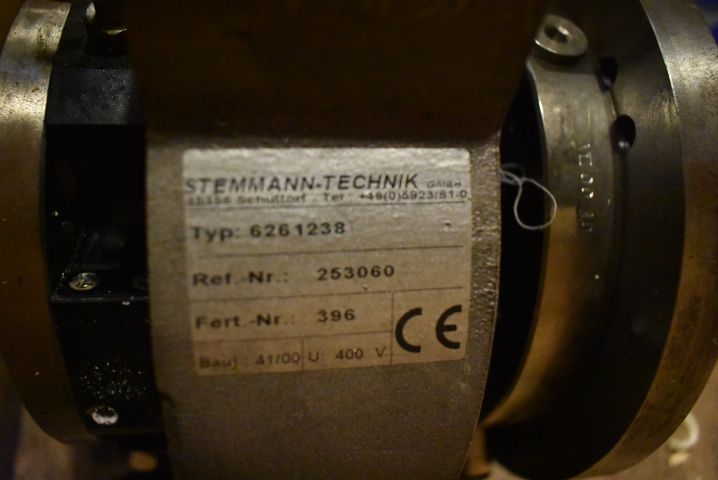 STEMMANN-TECHNIK GMBH
Schüttorf . Tel.: +49(0)5923/81-0
Typ: 6261238
Ref.-Nr.: 253060
Fert.-Nr.: 396
Bauj.: 41/00 U: 400 V
CE